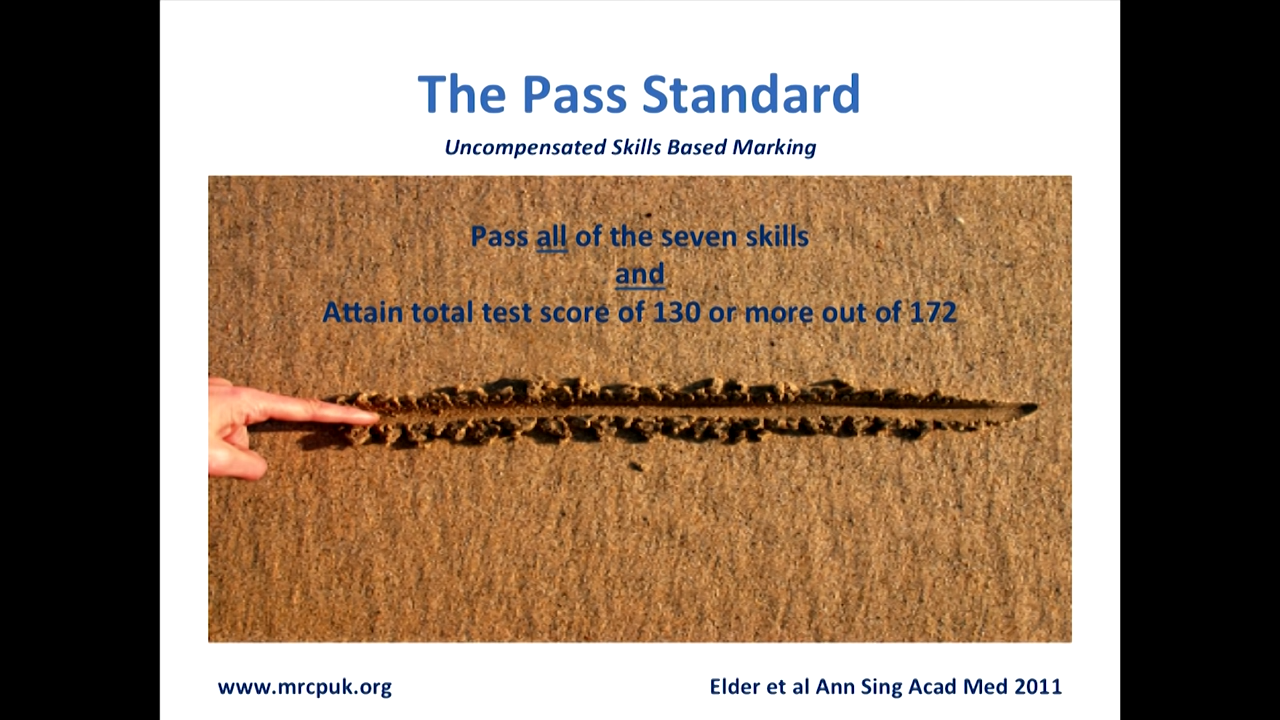 The Pass Standard
Uncompensated Skills Based Marking
Pass all of the seven skills
and
Attain total test score of 130 or more out of 172
www.mrcpuk.org
Elder et al Ann Sing Acad Med 2011